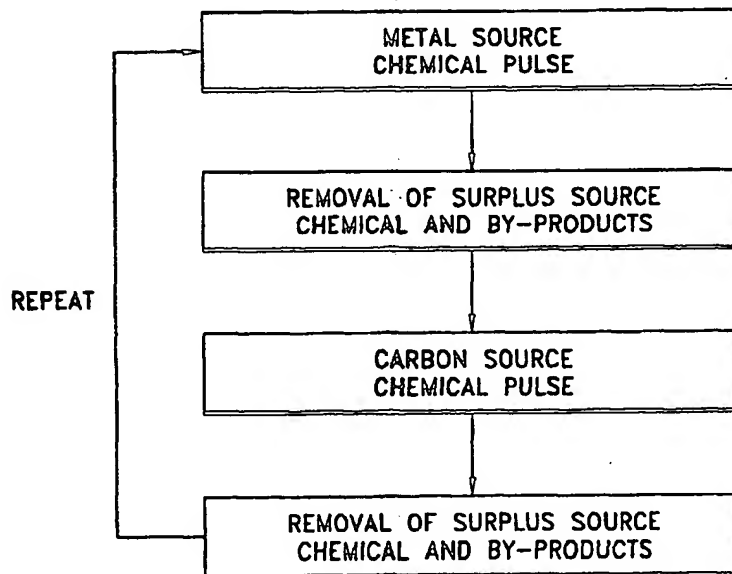 METAL SOURCE
CHEMICAL PULSE
REMOVAL OF SURPLUS SOURCE
CHEMICAL AND BY-PRODUCTS
REPEAT
CARBON SOURCE
CHEMICAL PULSE
REMOVAL OF SURPLUS SOURCE
CHEMICAL AND BY-PRODUCTS